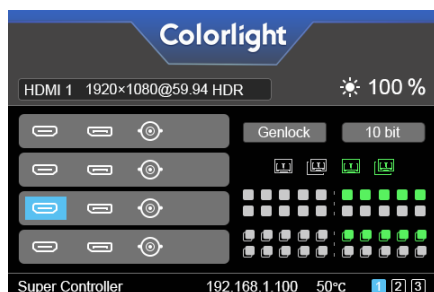 Colorlight
HDMI 1 1920×1080@59.94 HDR
100 %
Genlock
10 bit
Super Controller
192.168.1.100
50℃
1 2 3